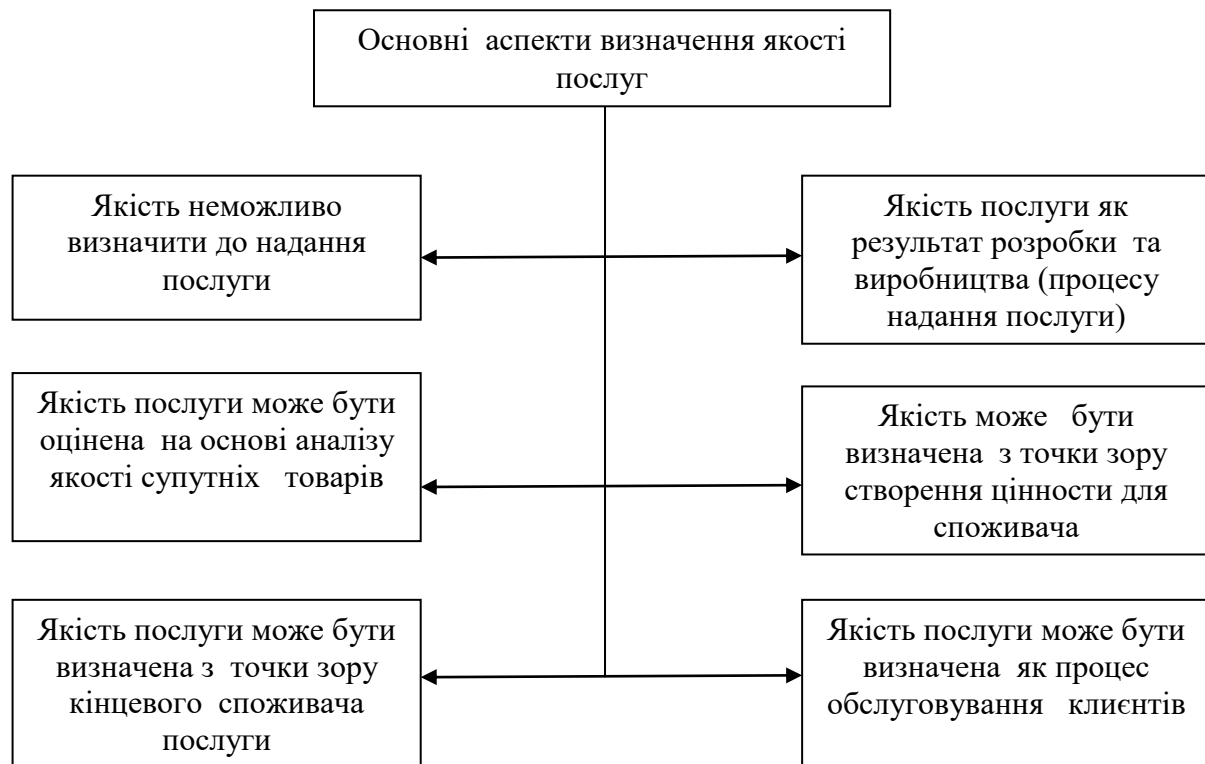 Основні аспекти визначення якості
послуг
Якість неможливо
визначити до надання
послуги
Якість послуги як
результат розробки та
виробництва (процесу
надання послуги)
Якість послуги може бути
оцінена на основі аналізу
якості супутніх товарів
Якість може бути
визначена з точки зору
створення цінности для
споживача
Якість послуги може бути
визначена з точки зору
кінцевого споживача
послуги
Якість послуги може бути
визначена як процес
обслуговування клиєнтів